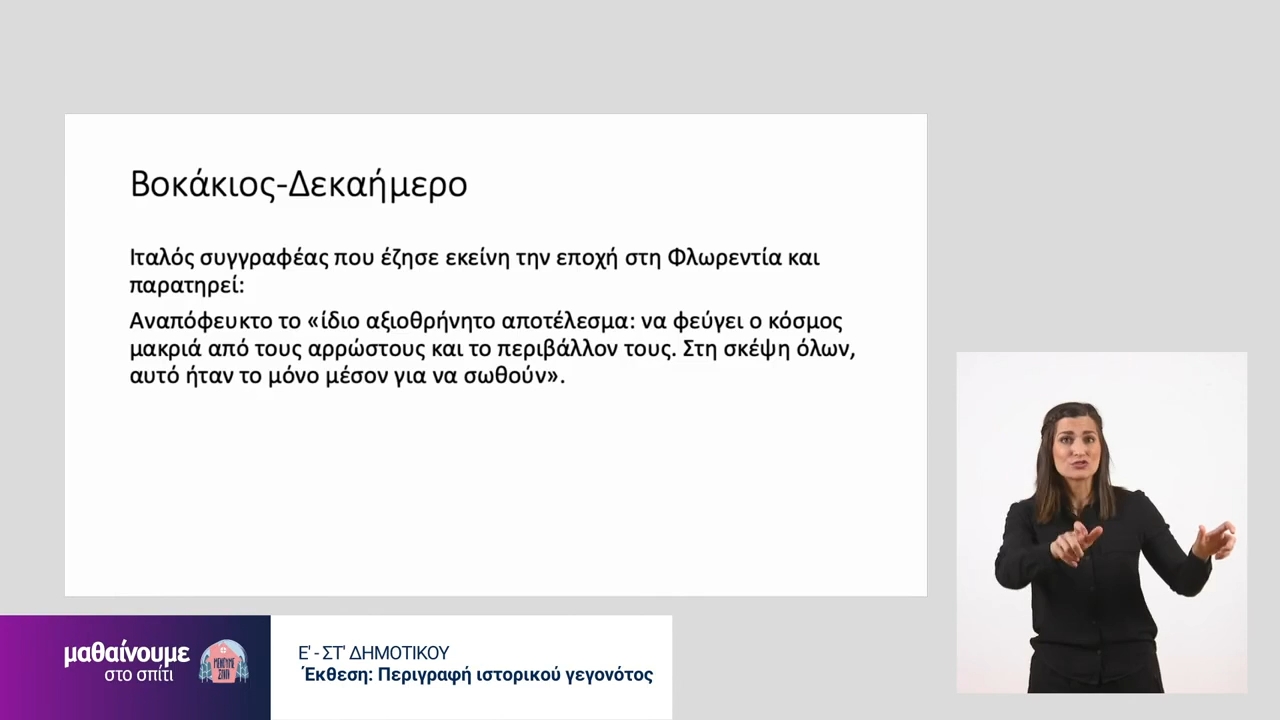 Βοκάκιος-Δεκαήμερο
Ιταλός συγγραφέας που έζησε εκείνη την εποχή στη Φλωρεντία και
παρατηρεί:
Αναπόφευκτο το «ίδιο αξιοθρήνητο αποτέλεσμα: να φεύγει ο κόσμος
μακριά από τους αρρώστους και το περιβάλλον τους. Στη σκέψη όλων,
αυτό ήταν το μόνο μέσον για να σωθούν».
μαθαίνουμε
στο σπίτι
ΜΕΝΟΥΜΕ
ΣΠΙΤΙ
Ε' - ΣΤ' ΔΗΜΟΤΙΚΟΥ
Έκθεση: Περιγραφή ιστορικού γεγονότος